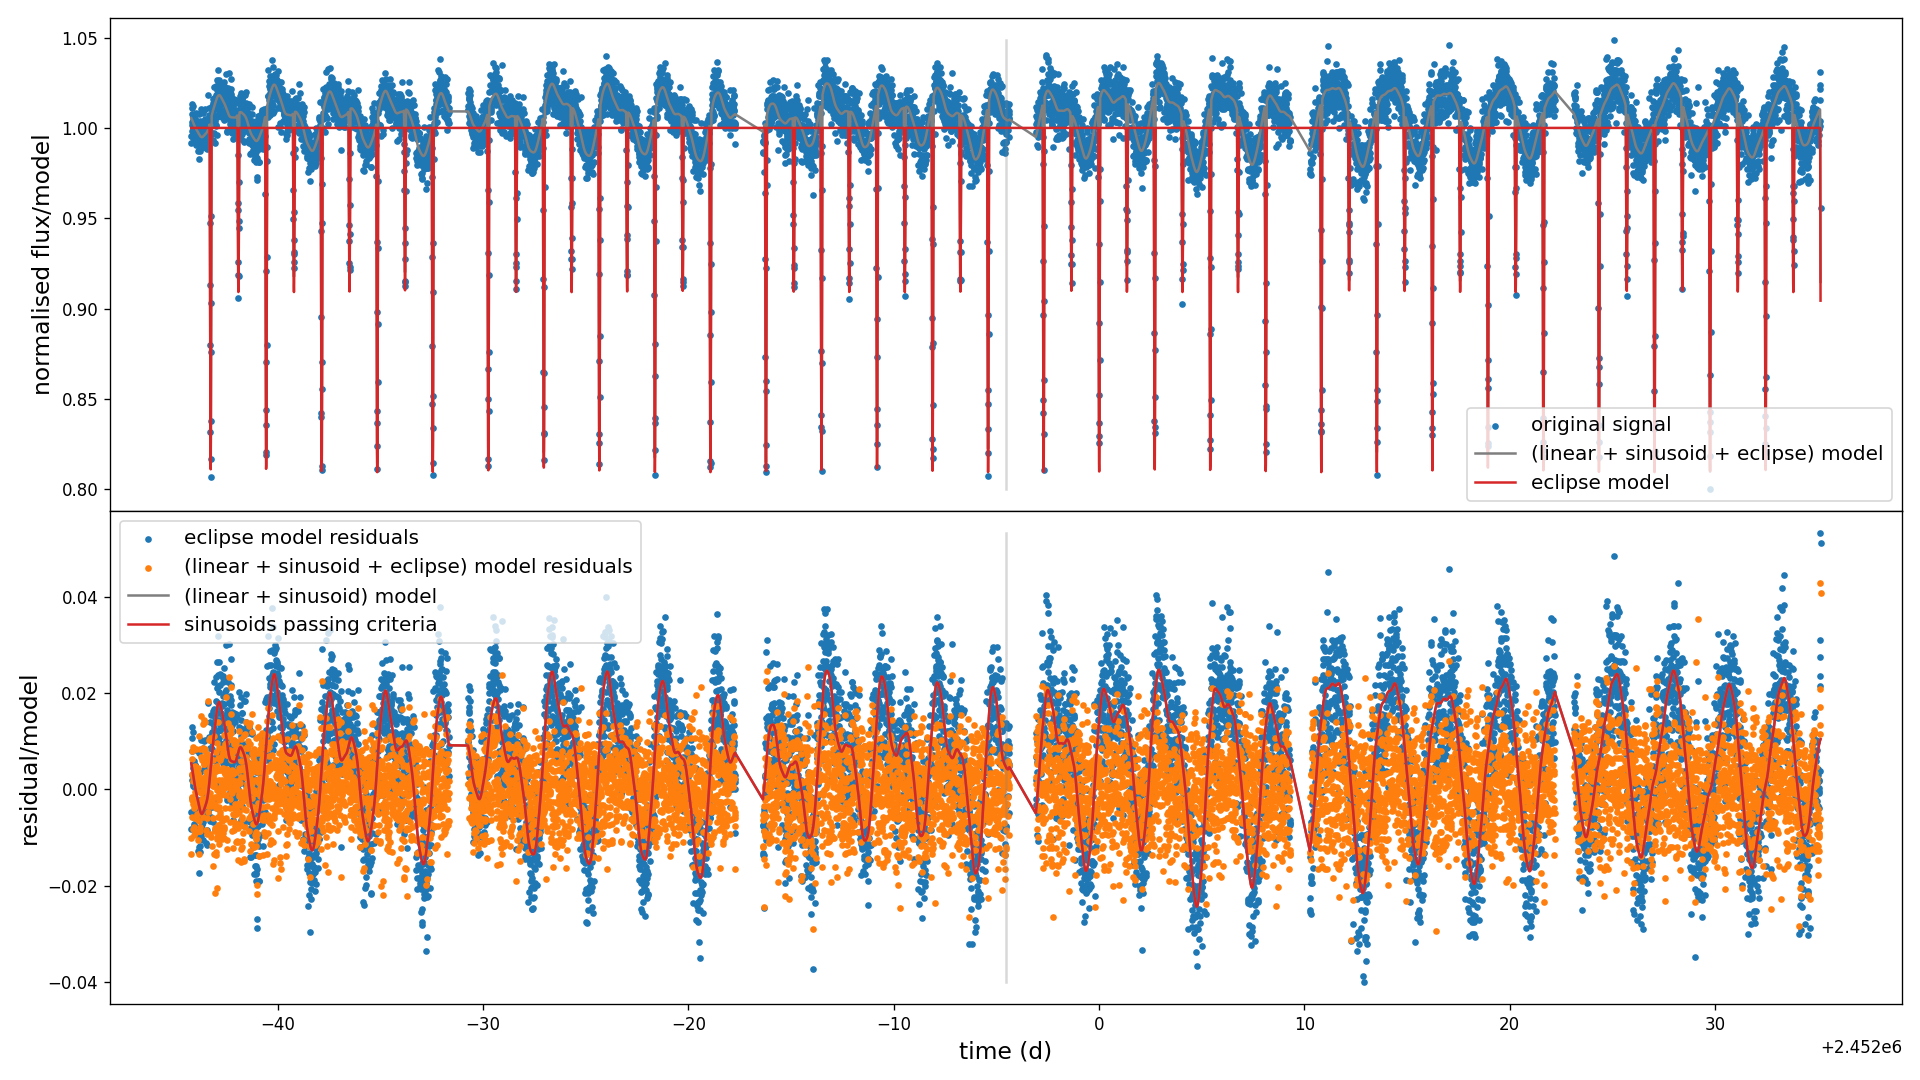 1.05
1.00
0.95
0.90
0.85
0.80
normalised flux/model
original signal
(linear + sinusoid + eclipse) model
eclipse model
eclipse model residuals
(linear + sinusoid + eclipse) model residuals
(linear + sinusoid) model
sinusoids passing criteria
0.04
0.02
0.00
−0.02
−0.04
residual/model
−40
−30
−20
−10
0
10
20
30
time (d)
+2.452e6